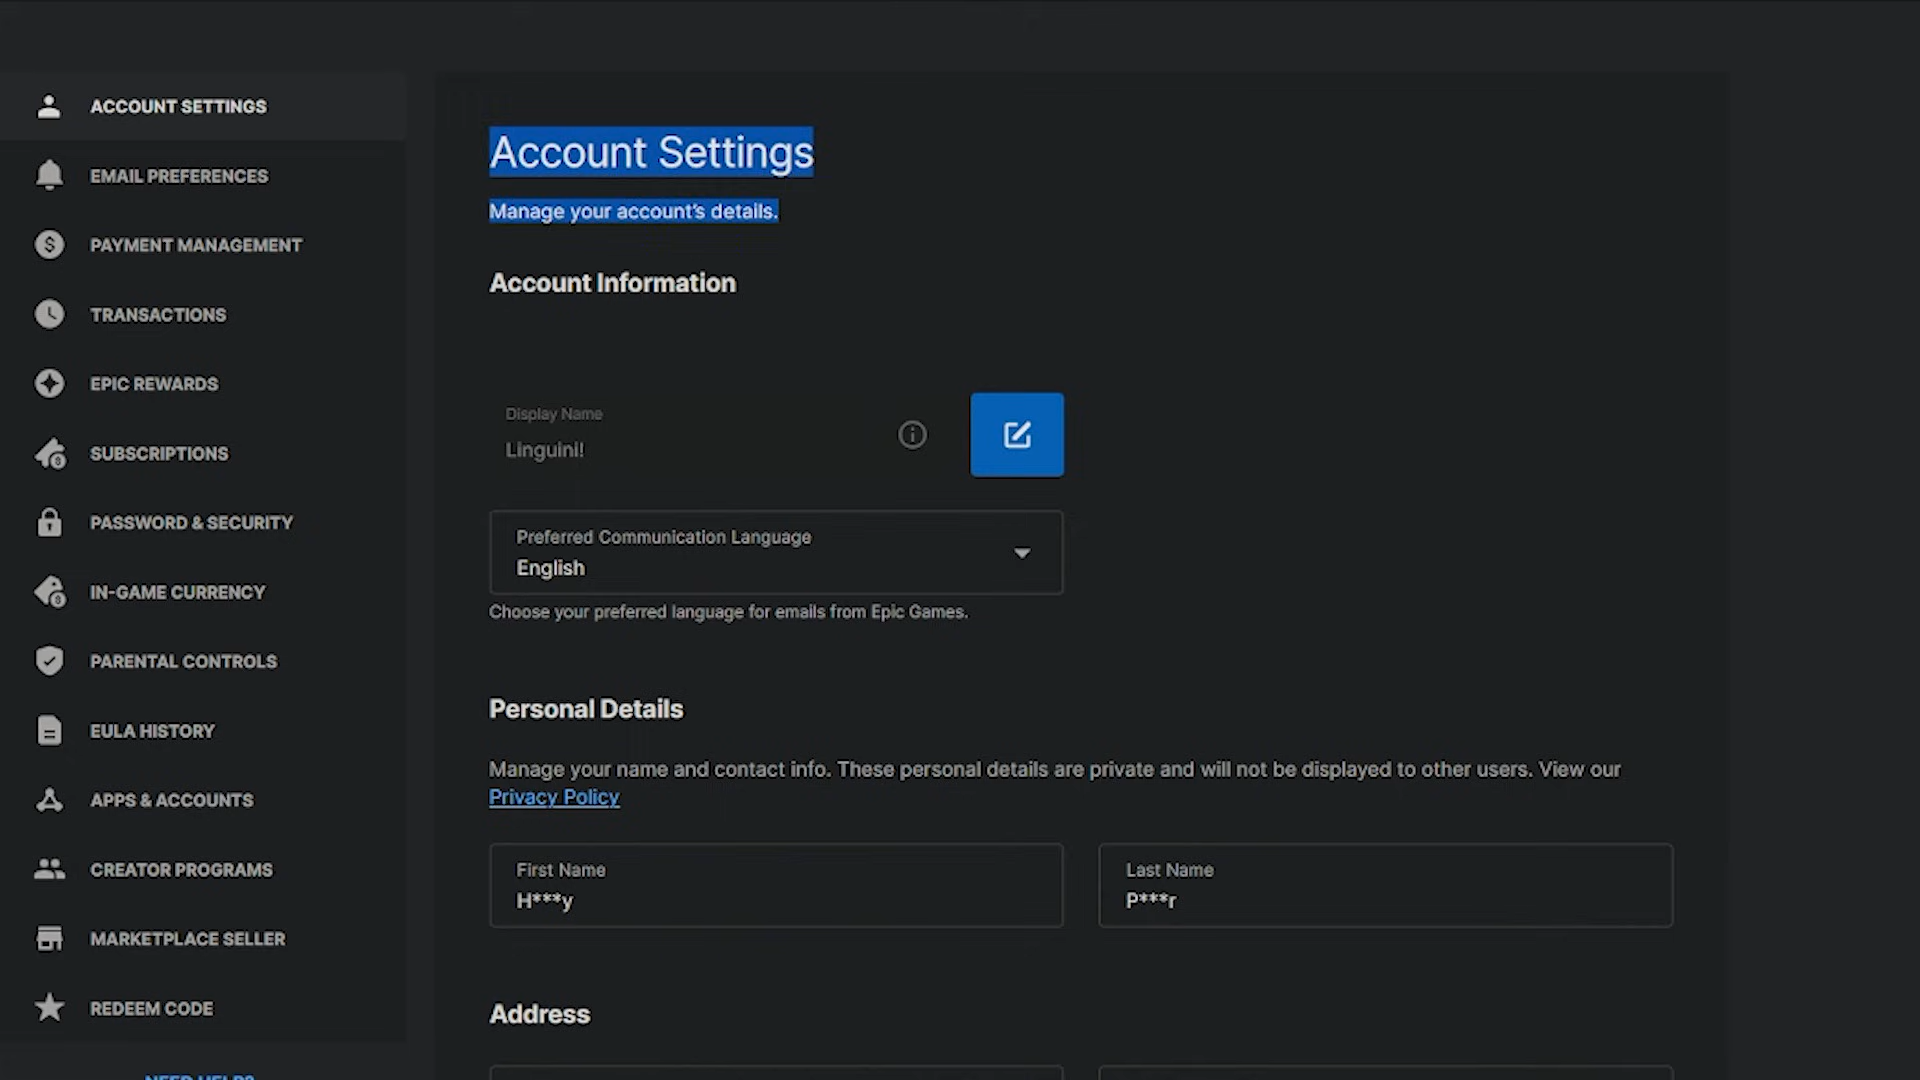 ACCOUNT SETTINGS
EMAIL PREFERENCES
PAYMENT MANAGEMENT
TRANSACTIONS
EPIC REWARDS
SUBSCRIPTIONS
PASSWORD & SECURITY
IN-GAME CURRENCY
PARENTAL CONTROLS
EULA HISTORY
APPS & ACCOUNTS
CREATOR PROGRAMS
MARKETPLACE SELLER
REDEEM CODE
NEED HELP?
Account Settings
Manage your account's details.
Account Information
Display Name
Linguini!
Preferred Communication Language
English
Choose your preferred language for emails from Epic Games.
Personal Details
Manage your name and contact info. These personal details are private and will not be displayed to other users. View our
Privacy Policy
First Name
H***y
Last Name
P***r
Address